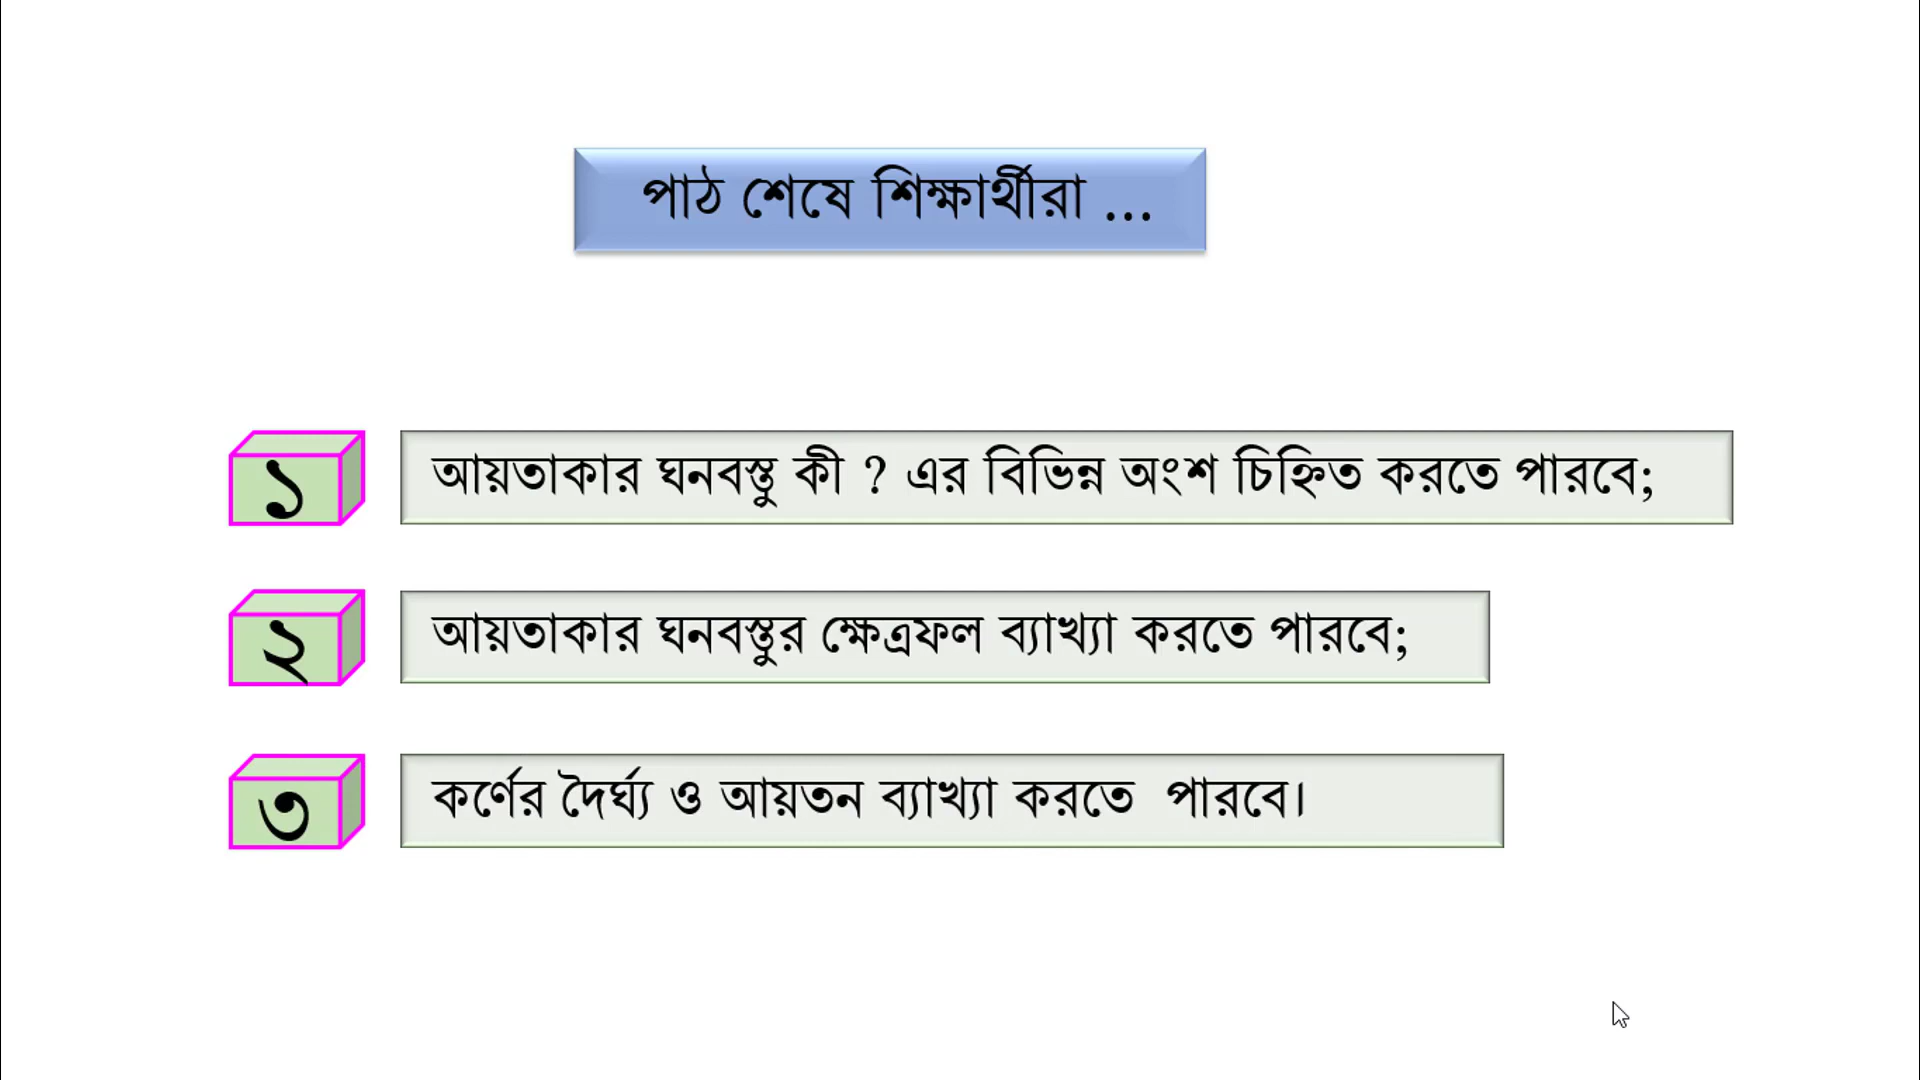 পাঠ শেষে শিক্ষার্থীরা ...
১ আয়তাকার ঘনবস্তু কী ? এর বিভিন্ন অংশ চিহ্নিত করতে পারবে;
২ আয়তাকার ঘনবস্তুর ক্ষেত্রফল ব্যাখ্যা করতে পারবে;
৩ কর্ণের দৈর্ঘ্য ও আয়তন ব্যাখ্যা করতে পারবে।